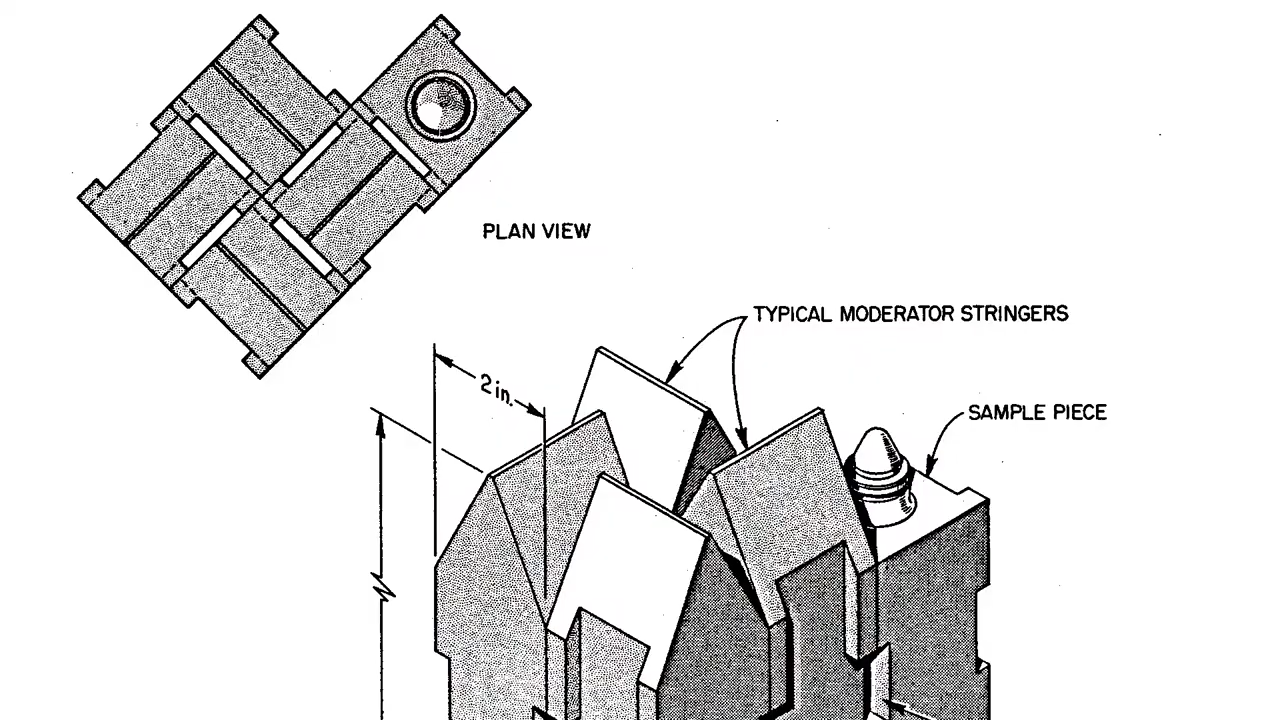 PLAN VIEW
TYPICAL MODERATOR STRINGERS
2 in.
SAMPLE PIECE